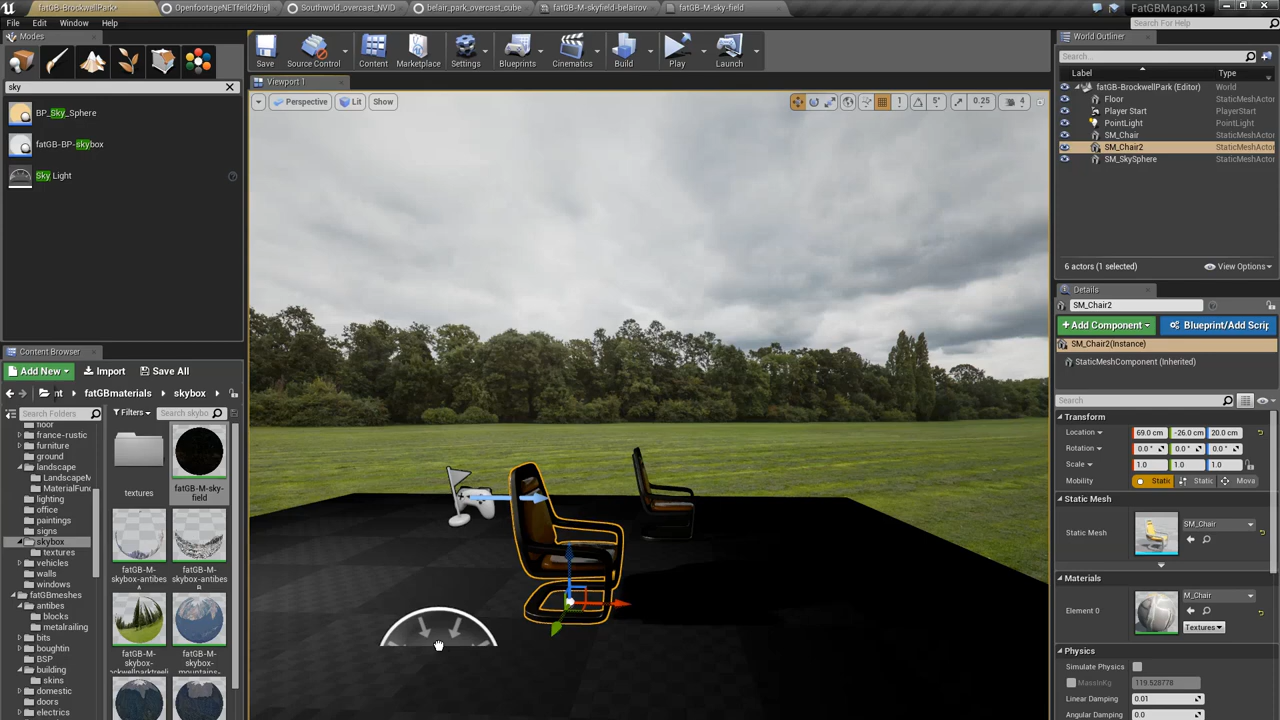 fatGB-BrockwellPark*
OpenfootageNETfeild2higl
Southwold_overcast_NVID
belair_park_overcast_cube
fatGB-M-skyfield-belairov
fatGB-M-sky-field
FatGBMaps413
File Edit Window Help
Search For Help
Modes
sky
BP_Sky_Sphere
fatGB-BP-skybox
Sky Light
Save
Source Control
Content
Marketplace
Settings
Blueprints
Cinematics
Build
Play
Launch
Viewport 1
Perspective
Lit
Show
5°
0.25
4
World Outliner
Search...
Label
Type
fatGB-BrockwellPark (Editor) World
Floor StaticMeshActor
Player Start PlayerStart
PointLight PointLight
SM_Chair StaticMeshActor
SM_Chair2 StaticMeshActor
SM_SkySphere StaticMeshActor
6 actors (1 selected)
View Options
Details
SM_Chair2
+Add Component
Blueprint/Add Scrip
SM_Chair2(Instance)
StaticMeshComponent (Inherited)
Search
Transform
Location 69.0 cm -26.0 cm 20.0 cm
Rotation 0.0° 0.0° 0.0°
Scale 1.0 1.0 1.0
Mobility Static Static Mova
Static Mesh
Static Mesh
SM_Chair
Materials
Element 0
M_Chair
Textures
Physics
Simulate Physics
MassInKg 119.528778
Linear Damping 0.01
Angular Damping 0.0
Content Browser
Add New
Import
Save All
nt
fatGBmaterials
skybox
Search Folders
Filters
Search skybo
floor
france-rustic
furniture
ground
landscape
LandscapeM
MaterialFunc
lighting
office
paintings
signs
skybox
textures
vehicles
walls
windows
fatGBmeshes
antibes
blocks
metalrailing
bits
boughtin
BSP
building
skins
domestic
doors
electrics
textures
fatGB-M-sky-
field
fatGB-M-
skybox-antibes
fatGB-M-
skybox-antibes
fatGB-M-
skybox-
fatGB-M-
skybox-
mountains-